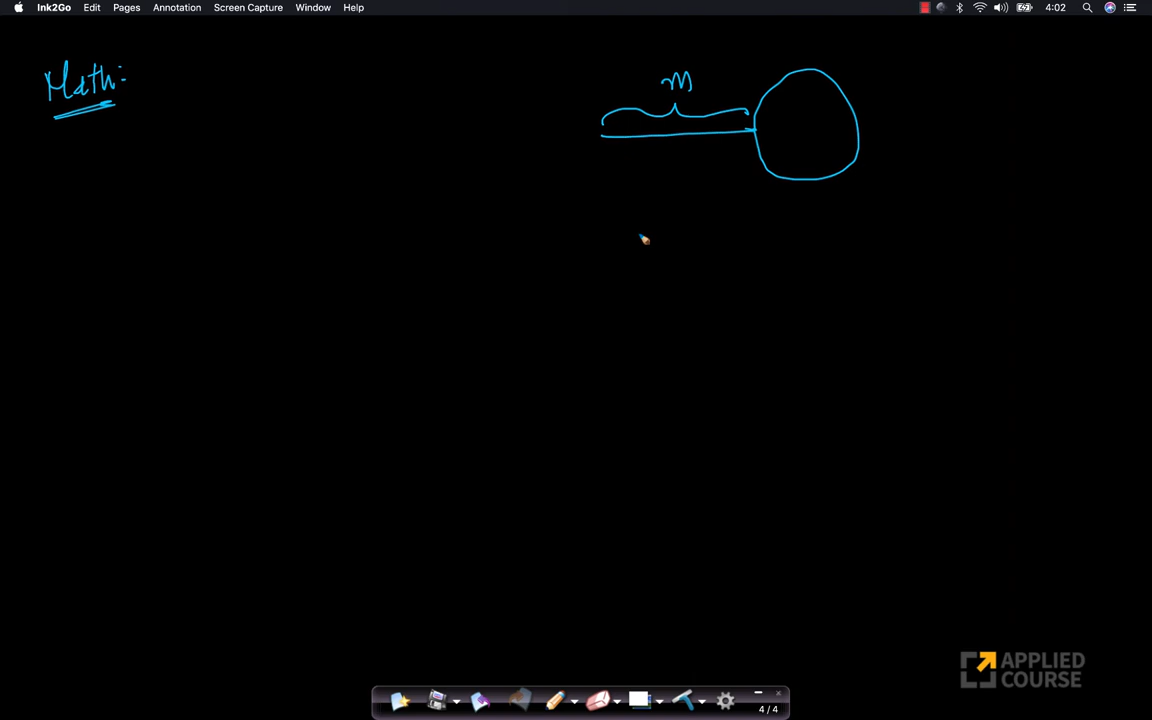 Ink2Go Edit Pages Annotation Screen Capture Window Help 4:02
Math:
m
APPLIED
COURSE
4/4